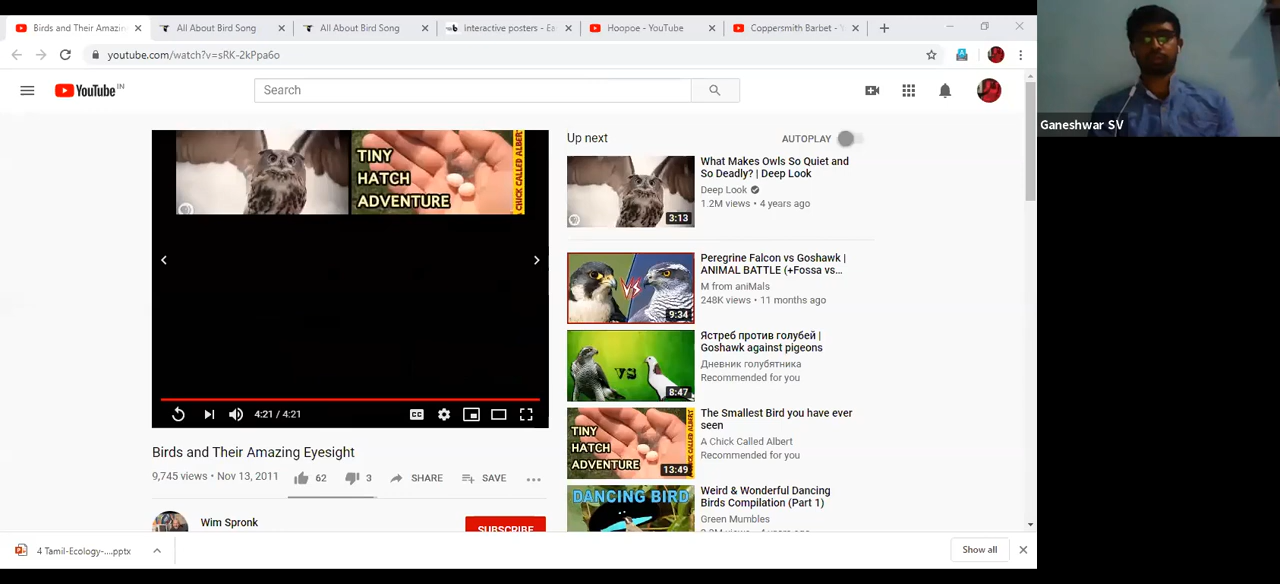 Birds and Their Amazin
All About Bird Song
All About Bird Song
interactive posters - Ea
Hoopoe - YouTube
Coppersmith Barbet - Y
youtube.com/watch?v=sRK-2kPpa6o
YouTube IN
Search
Ganeshwar S V
TINY
HATCH
ADVENTURE
CHICK CALLED ALBERT
4:21 / 4:21
CC
Birds and Their Amazing Eyesight
9,745 views • Nov 13, 2011
62
3
SHARE
SAVE
Wim Spronk
SUBSCRIBE
Up next
AUTOPLAY
3:13
What Makes Owls So Quiet and
So Deadly? | Deep Look
Deep Look
1.2M views • 4 years ago
VS
9:34
Peregrine Falcon vs Goshawk |
ANIMAL BATTLE (+Fossa vs...
M from aniMals
248K views • 11 months ago
VS
8:47
Ястреб против голубей |
Goshawk against pigeons
Дневник голубятника
Recommended for you
TINY
HATCH
ADVENTURE
13:49
The Smallest Bird you have ever
seen
A Chick Called Albert
Recommended for you
DANCING BIRD
Weird & Wonderful Dancing
Birds Compilation (Part 1)
Green Mumbles
4 Tamil-Ecology-....pptx
Show all